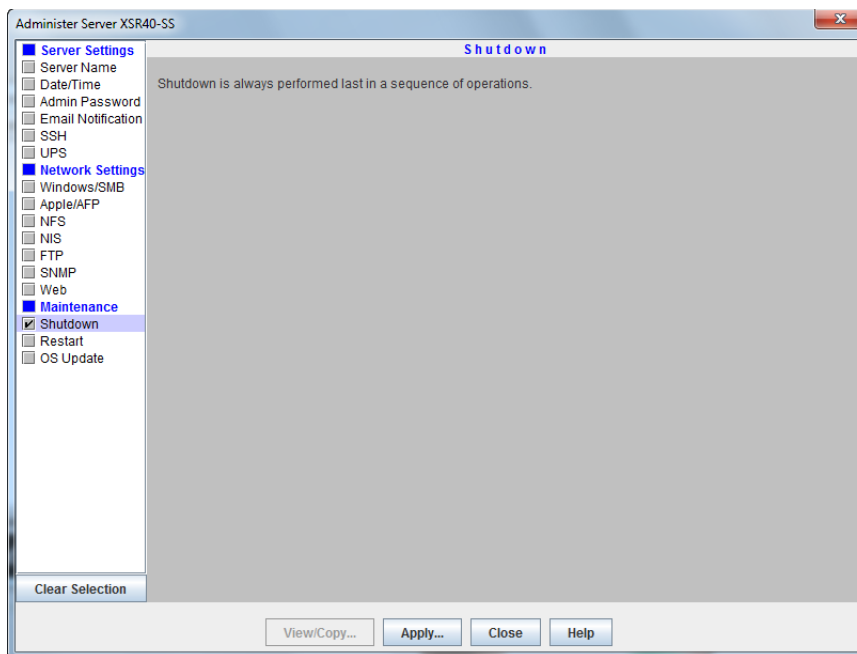 Administer Server XSR40-SS
Server Settings
Server Name
Date/Time
Admin Password
Email Notification
SSH
UPS
Network Settings
Windows/SMB
Apple/AFP
NFS
NIS
FTP
SNMP
Web
Maintenance
Shutdown
Restart
OS Update
Clear Selection
Shutdown
Shutdown is always performed last in a sequence of operations.
View/Copy... Apply... Close Help